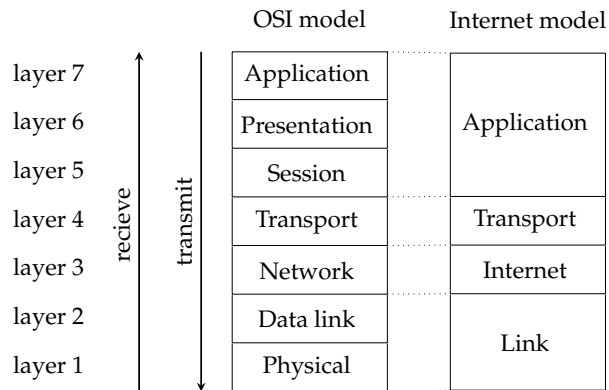 OSI model Internet model
layer 7 Application
layer 6 Presentation Application
layer 5 Session
layer 4 Transport Transport
layer 3 Network Internet
layer 2 Data link
Link
layer 1 Physical
recieve
transmit